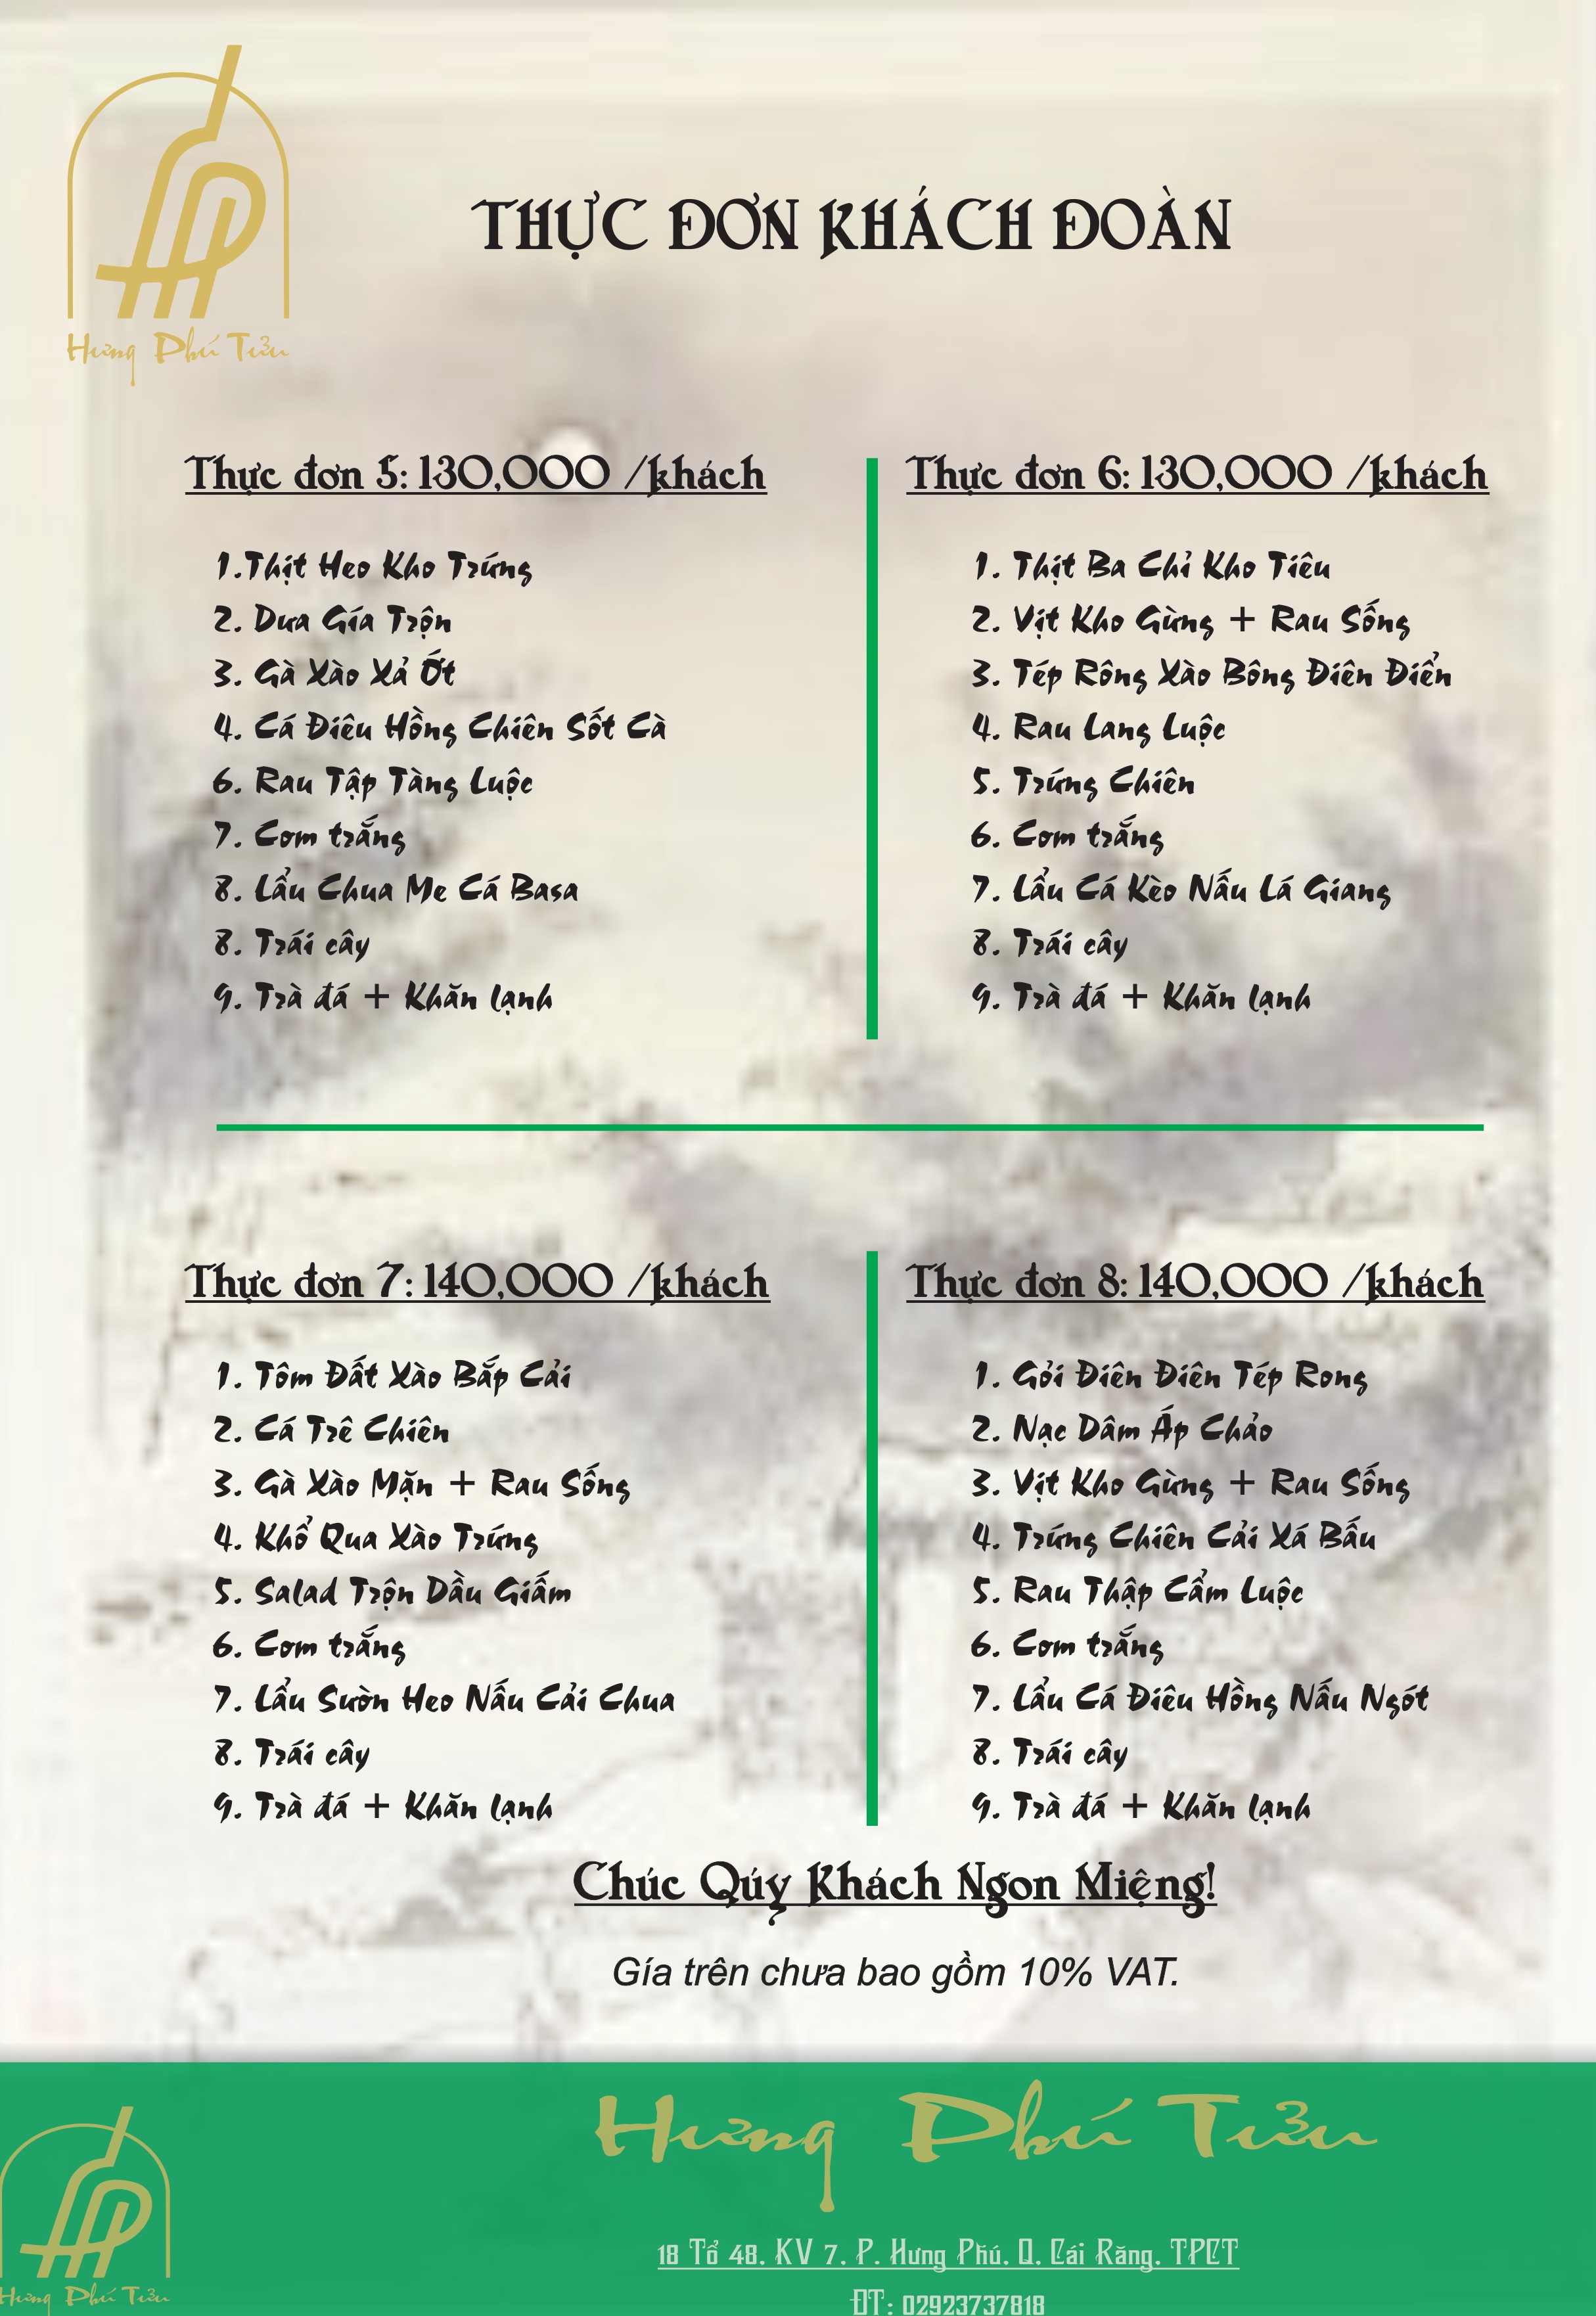 Hưng Phú Tửu
THỰC ĐƠN KHÁCH ĐOÀN
Thực đơn 5: 130,000 /khách
1.Thịt Heo Kho Trứng
2. Dưa Gía Trộn
3. Gà Xào Xả Ớt
4. Cá Điêu Hồng Chiên Sốt Cà
6. Rau Tập Tàng Luộc
7. Cơm trắng
8. Lẩu Chua Me Cá Basa
8. Trái cây
9. Trà đá + Khăn lạnh
Thực đơn 6: 130,000 /khách
1. Thịt Ba Chỉ Kho Tiêu
2. Vịt Kho Gừng + Rau Sống
3. Tép Rông Xào Bông Điên Điển
4. Rau Lang Luộc
5. Trứng Chiên
6. Cơm trắng
7. Lẩu Cá Kèo Nấu Lá Giang
8. Trái cây
9. Trà đá + Khăn lạnh
Thực đơn 7: 140,000 /khách
1. Tôm Đất Xào Bắp Cải
2. Cá Trê Chiên
3. Gà Xào Mặn + Rau Sống
4. Khổ Qua Xào Trứng
5. Salad Trộn Dầu Giấm
6. Cơm trắng
7. Lẩu Sườn Heo Nấu Cải Chua
8. Trái cây
9. Trà đá + Khăn lạnh
Thực đơn 8: 140,000 /khách
1. Gỏi Điên Điên Tép Rong
2. Nạc Dâm Áp Chảo
3. Vịt Kho Gừng + Rau Sống
4. Trứng Chiên Cải Xá Bấu
5. Rau Thập Cẩm Luộc
6. Cơm trắng
7. Lẩu Cá Điêu Hồng Nấu Ngót
8. Trái cây
9. Trà đá + Khăn lạnh
Chúc Qúy Khách Ngon Miệng!
Gía trên chưa bao gồm 10% VAT.
Hưng Phú Tửu
Hưng Phú Tửu
18 Tổ 48, KV 7, P. Hưng Phú, Q. Cái Răng, TPCT
ĐT: 02923737818